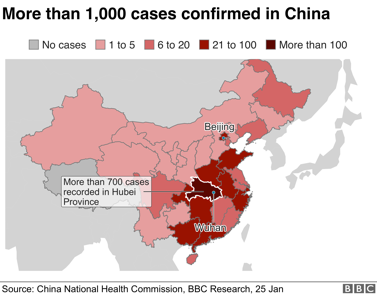 More than 1,000 cases confirmed in China
No cases 1 to 5 6 to 20 21 to 100 More than 100
Beijing
More than 700 cases
recorded in Hubei
Province
Wuhan
Source: China National Health Commission, BBC Research, 25 Jan
BBC